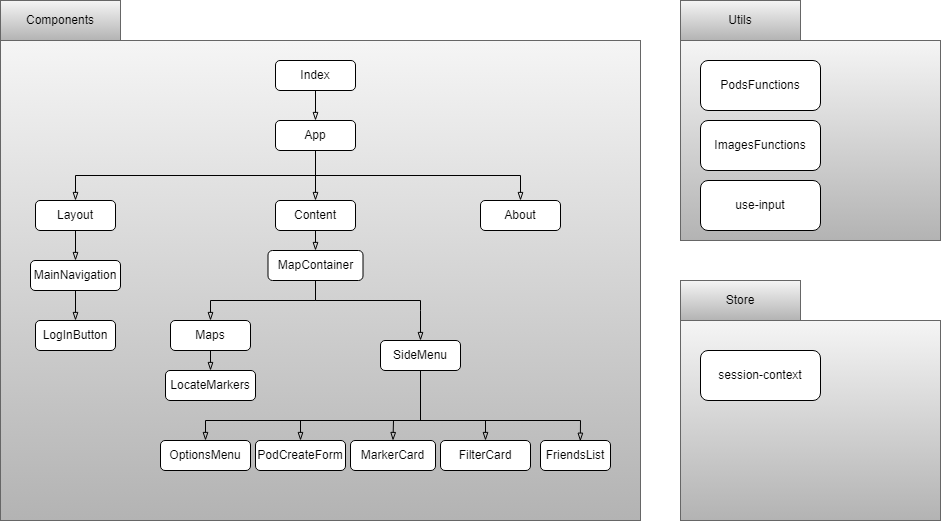 Components
Index
App
Layout
Content
About
MainNavigation
MapContainer
LogInButton
Maps
SideMenu
LocateMarkers
OptionsMenu
PodCreateForm
MarkerCard
FilterCard
FriendsList
Utils
PodsFunctions
ImagesFunctions
use-input
Store
session-context